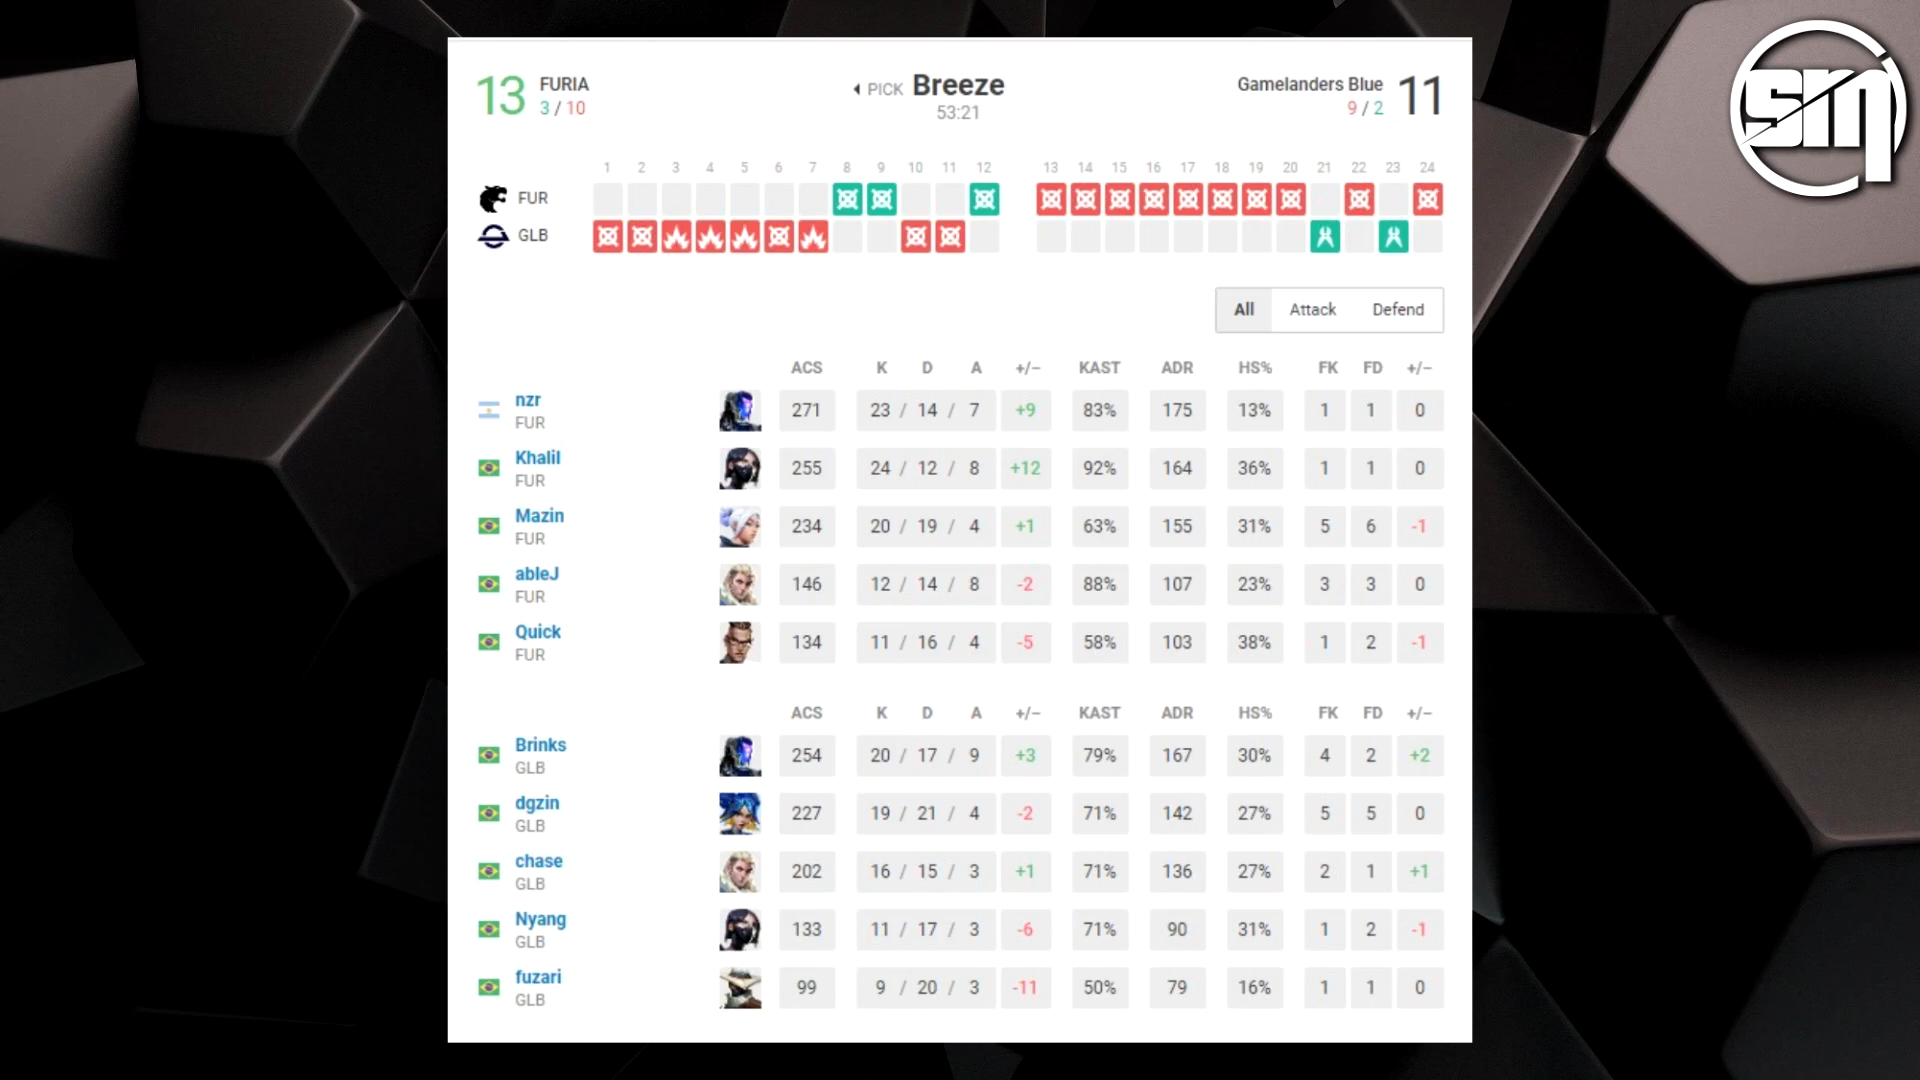 13 FURIA PICK Breeze Gamelanders Blue 11
3 / 10 53:21 9 / 2
1 2 3 4 5 6 7 8 9 10 11 12 13 14 15 16 17 18 19 20 21 22 23 24
FUR
GLB
All Attack Defend
ACS K D A +/– KAST ADR HS% FK FD +/–
nzr FUR 271 23 / 14 / 7 +9 83% 175 13% 1 1 0
Khalil FUR 255 24 / 12 / 8 +12 92% 164 36% 1 1 0
Mazin FUR 234 20 / 19 / 4 +1 63% 155 31% 5 6 -1
ableJ FUR 146 12 / 14 / 8 -2 88% 107 23% 3 3 0
Quick FUR 134 11 / 16 / 4 -5 58% 103 38% 1 2 -1
ACS K D A +/– KAST ADR HS% FK FD +/–
Brinks GLB 254 20 / 17 / 9 +3 79% 167 30% 4 2 +2
dgzin GLB 227 19 / 21 / 4 -2 71% 142 27% 5 5 0
chase GLB 202 16 / 15 / 3 +1 71% 136 27% 2 1 +1
Nyang GLB 133 11 / 17 / 3 -6 71% 90 31% 1 2 -1
fuzari GLB 99 9 / 20 / 3 -11 50% 79 16% 1 1 0